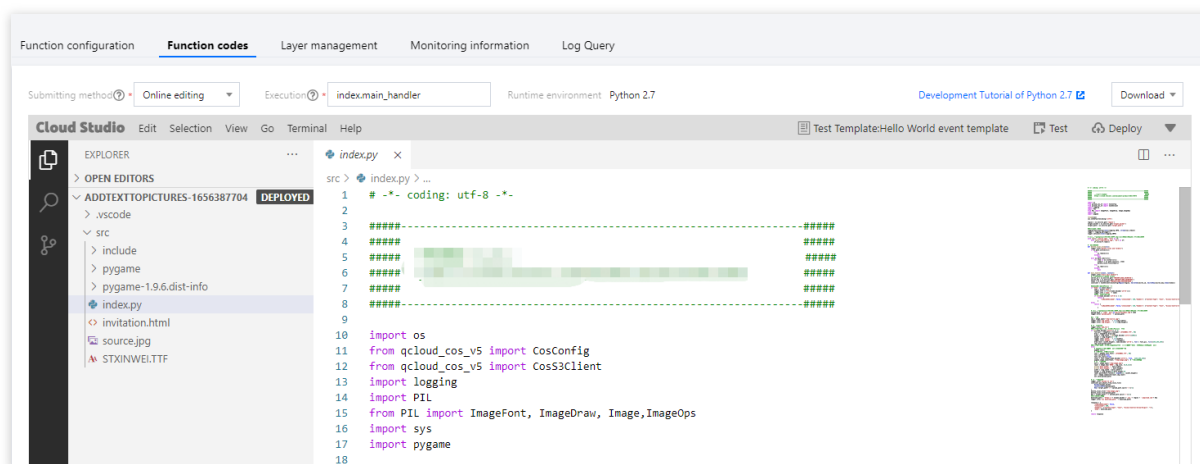 Function configuration Function codes Layer management Monitoring information Log Query
Submitting method * Online editing Execution * index.main_handler Runtime environment Python 2.7 Development Tutorial of Python 2.7 Download
Cloud Studio Edit Selection View Go Terminal Help Test Template:Hello World event template Test Deploy
EXPLORER ... index.py ×
> OPEN EDITORS src > index.py > ...
ADDTEXTTOPICTURES-1656387704 DEPLOYED
> .vscode
src
> include
> pygame
> pygame-1.9.6.dist-info
index.py
<> invitation.html
source.jpg
STXINWEI.TTF
1 # -*- coding: utf-8 -*-
2
3 #####----------------------------------------------------------------#####
4 ##### #####
5 ##### #####
6 ##### #####
7 ##### #####
8 #####----------------------------------------------------------------#####
9
10 import os
11 from qcloud_cos_v5 import CosConfig
12 from qcloud_cos_v5 import CosS3Client
13 import logging
14 import PIL
15 from PIL import ImageFont, ImageDraw, Image,ImageOps
16 import sys
17 import pygame
18